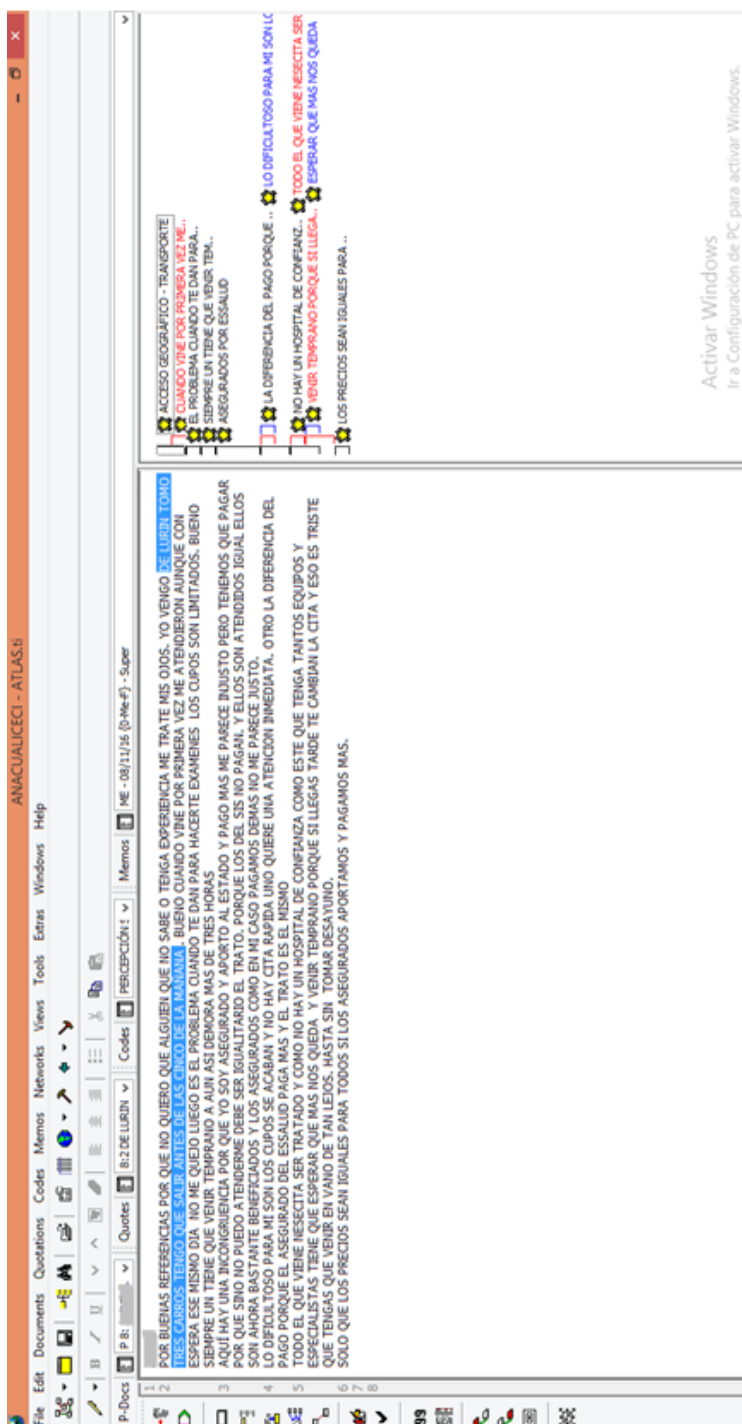 ANACUALICECI - ATLAS.ti
File Edit Documents Quotations Codes Memos Networks Views Tools Extras Windows Help
P-Docs P 8: Quotes 8:2 DE LURIN Codes PERCEPCIÓN Memos ME - 08/11/16 {0-Me-F} - Super
1
2 POR BUENAS REFERENCIAS POR QUE NO QUIERO QUE ALGUIEN QUE NO SABE O TENGA EXPERIENCIA ME TRATE MIS OJOS. YO VENGO DE LURIN TOMO
TRES CARROS TENGO QUE SALIR ANTES DE LAS CINCO DE LA MAÑANA. BUENO CUANDO VINE POR PRIMERA VEZ ME ATENDIERON AUNQUE CON
ESPERA ESE MISMO DIA NO ME QUEJO LUEGO ES EL PROBLEMA CUANDO TE DAN PARA HACERTE EXAMENES LOS CUPOS SON LIMITADOS. BUENO
SIEMPRE UN TIENE QUE VENIR TEMPRANO A AUN ASI DEMORA MAS DE TRES HORAS
3 AQUÍ HAY UNA INCONGRUENCIA POR QUE YO SOY ASEGURADO Y APORTO AL ESTADO Y PAGO MAS ME PARECE INJUSTO PERO TENEMOS QUE PAGAR
POR QUE SINO NO PUEDO ATENDERME DEBE SER IGUALITARIO EL TRATO. PORQUE LOS DEL SIS NO PAGAN. Y ELLOS SON ATENDIDOS IGUAL ELLOS
SON AHORA BASTANTE BENEFICIADOS Y LOS ASEGURADOS COMO EN MI CASO PAGAMOS DEMAS NO ME PARECE JUSTO.
4 LO DIFICULTOSO PARA MI SON LOS CUPOS SE ACABAN Y NO HAY CITA RAPIDA UNO QUIERE UNA ATENCION INMEDIATA. OTRO LA DIFERENCIA DEL
PAGO PORQUE EL ASEGURADO DEL ESSALUD PAGA MAS Y EL TRATO ES EL MISMO
5 TODO EL QUE VIENE NESECITA SER TRATADO Y COMO NO HAY UN HOSPITAL DE CONFIANZA COMO ESTE QUE TENGA TANTOS EQUIPOS Y
ESPECIALISTAS TIENE QUE ESPERAR QUE MAS NOS QUEDA Y VENIR TEMPRANO PORQUE SI LLEGAS TARDE TE CAMBIAN LA CITA Y ESO ES TRISTE
QUE TENGAS QUE VENIR EN VANO DE TAN LEJOS. HASTA SIN TOMAR DESAYUNO.
6 SOLO QUE LOS PRECIOS SEAN IGUALES PARA TODOS SI LOS ASEGURADOS APORTAMOS Y PAGAMOS MAS.
7
8
ACCESO GEOGRÁFICO - TRANSPORTE
CUANDO VINE POR PRIMERA VEZ ME..
EL PROBLEMA CUANDO TE DAN PARA..
SIEMPRE UN TIENE QUE VENIR TEM..
ASEGURADOS POR ESSALUD
LA DIFERENCIA DEL PAGO PORQUE .. LO DIFICULTOSO PARA MI SON LO
NO HAY UN HOSPITAL DE CONFIANZ.. TODO EL QUE VIENE NESECITA SER
VENIR TEMPRANO PORQUE SI LLEGA.. ESPERAR QUE MAS NOS QUEDA
LOS PRECIOS SEAN IGUALES PARA ..
Activar Windows
Ir a Configuración de PC para activar Windows.